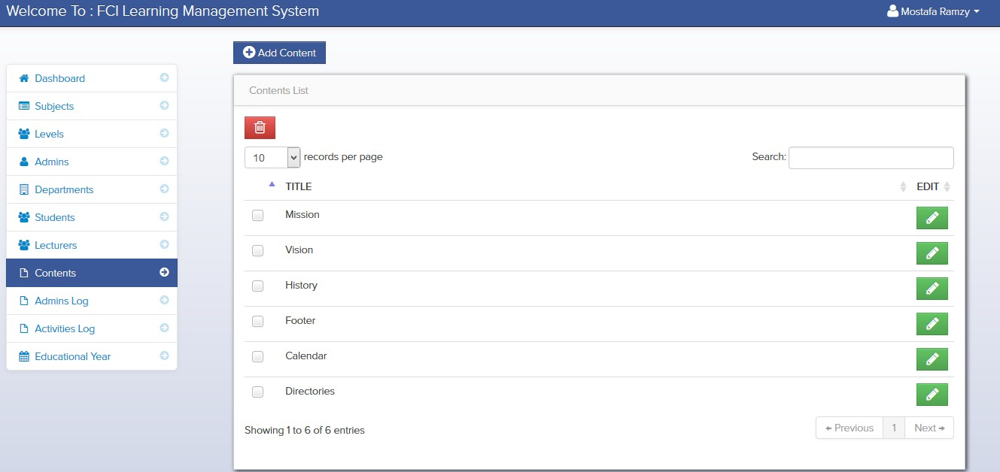 Welcome To : FCI Learning Management System
Mostafa Ramzy
Add Content
Dashboard
Subjects
Levels
Admins
Departments
Students
Lecturers
Contents
Admins Log
Activities Log
Educational Year
Contents List
10 records per page
Search:
TITLE EDIT
Mission
Vision
History
Footer
Calendar
Directories
Showing 1 to 6 of 6 entries
← Previous 1 Next →